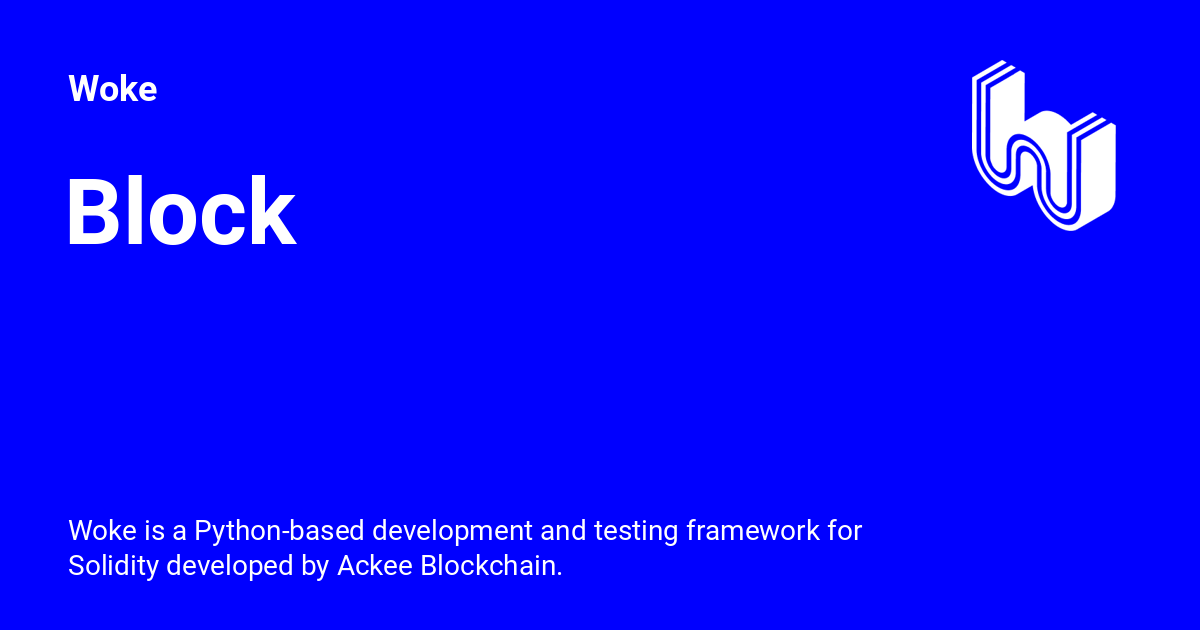 Woke
Block
Woke is a Python-based development and testing framework for
Solidity developed by Ackee Blockchain.